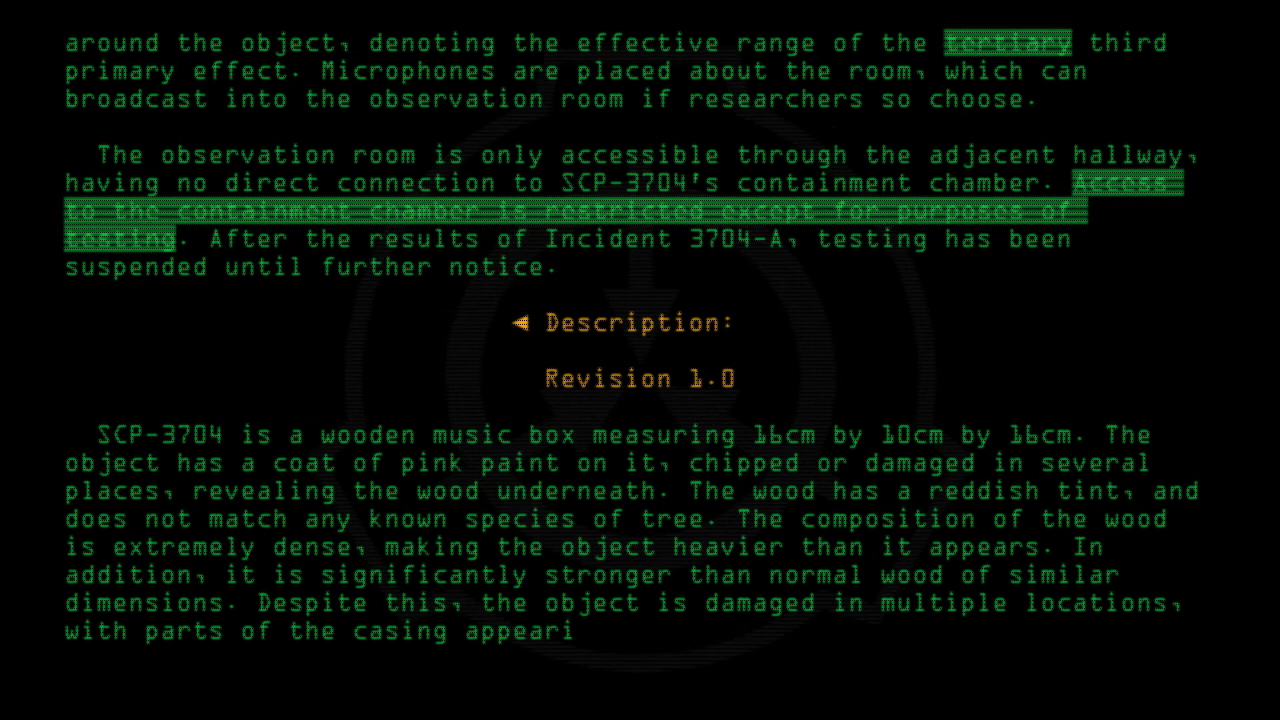 around the object, denoting the effective range of the tertiary third
primary effect. Microphones are placed about the room, which can
broadcast into the observation room if researchers so choose.
The observation room is only accessible through the adjacent hallway,
having no direct connection to SCP-3704's containment chamber. Access
to the containment chamber is restricted except for purposes of
testing. After the results of Incident 3704-A, testing has been
suspended until further notice.
◄ Description:
Revision 1.0
SCP-3704 is a wooden music box measuring 16cm by 10cm by 16cm. The
object has a coat of pink paint on it, chipped or damaged in several
places, revealing the wood underneath. The wood has a reddish tint, and
does not match any known species of tree. The composition of the wood
is extremely dense, making the object heavier than it appears. In
addition, it is significantly stronger than normal wood of similar
dimensions. Despite this, the object is damaged in multiple locations,
with parts of the casing appeari